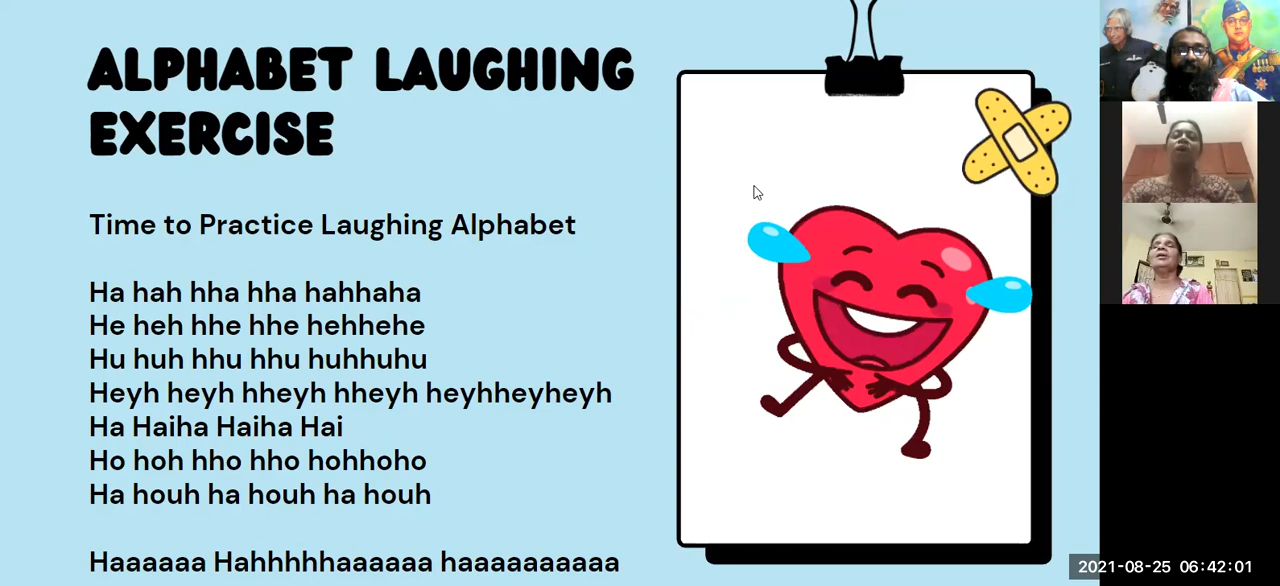 ALPHABET LAUGHING
EXERCISE
Time to Practice Laughing Alphabet
Ha hah hha hha hahhaha
He heh hhe hhe hehhehe
Hu huh hhu hhu huhhuhu
Heyh heyh hheyh hheyh heyhheyheyh
Ha Haiha Haiha Hai
Ho hoh hho hho hohhoho
Ha houh ha houh ha houh
Haaaaaa Hahhhhhaaaaaa haaaaaaaaaa
2021-08-25 06:42:01